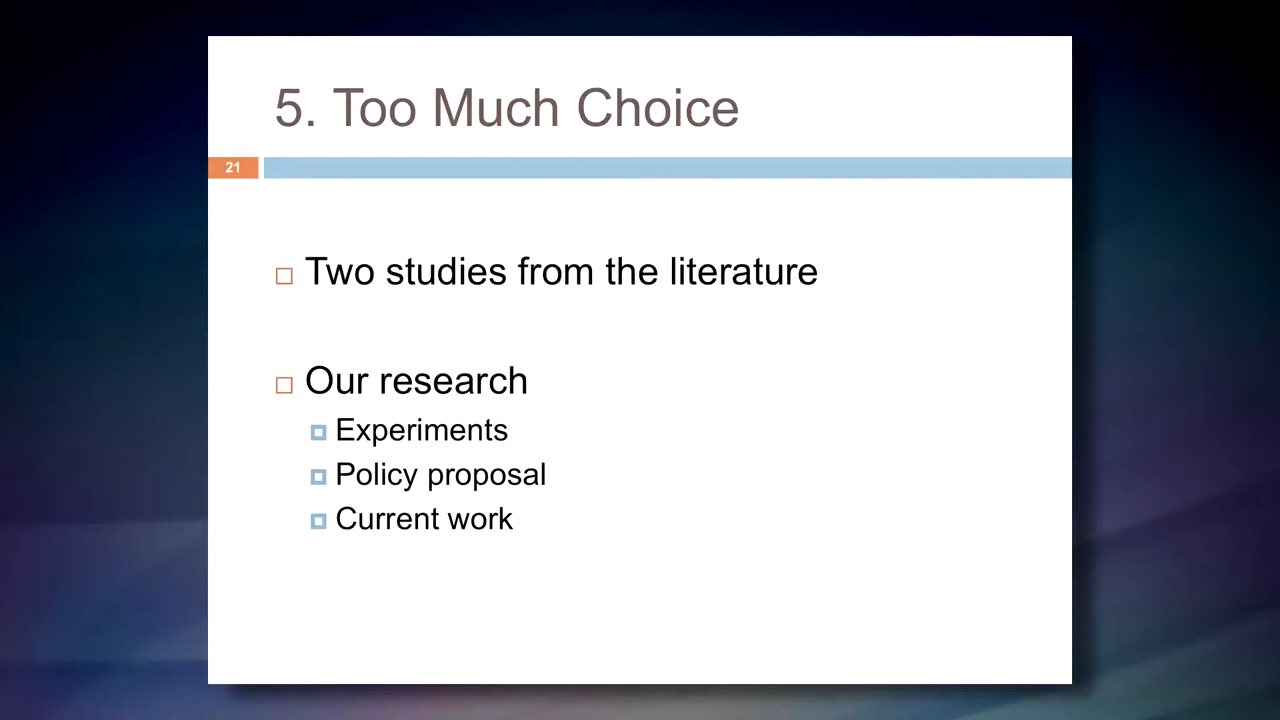 5. Too Much Choice
21
Two studies from the literature
Our research
Experiments
Policy proposal
Current work